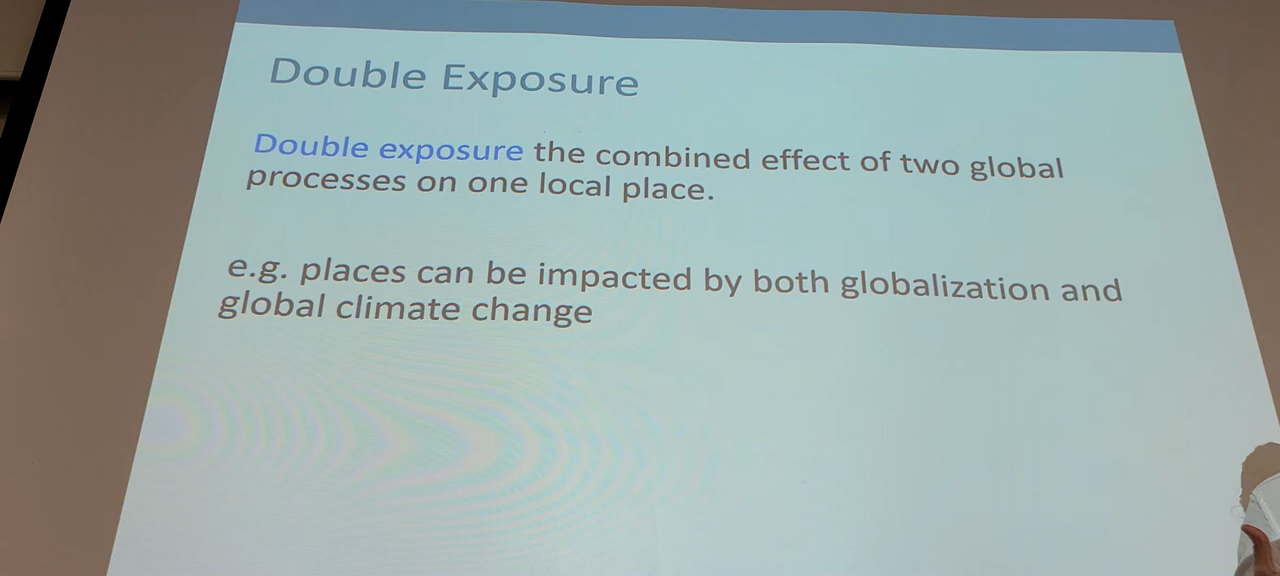 Double Exposure
Double exposure the combined effect of two global
processes on one local place.
e.g. places can be impacted by both globalization and
global climate change